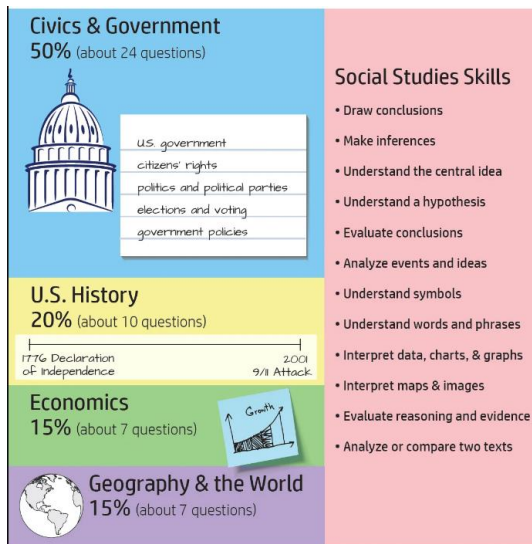 Civics & Government
50% (about 24 questions)
U.S. government
citizens' rights
politics and political parties
elections and voting
government policies
U.S. History
20% (about 10 questions)
1776 Declaration
of Independence
2001
9/11 Attack
Economics
15% (about 7 questions)
Growth
Geography & the World
15% (about 7 questions)
Social Studies Skills
• Draw conclusions
• Make inferences
• Understand the central idea
• Understand a hypothesis
• Evaluate conclusions
• Analyze events and ideas
• Understand symbols
• Understand words and phrases
• Interpret data, charts, & graphs
• Interpret maps & images
• Evaluate reasoning and evidence
• Analyze or compare two texts